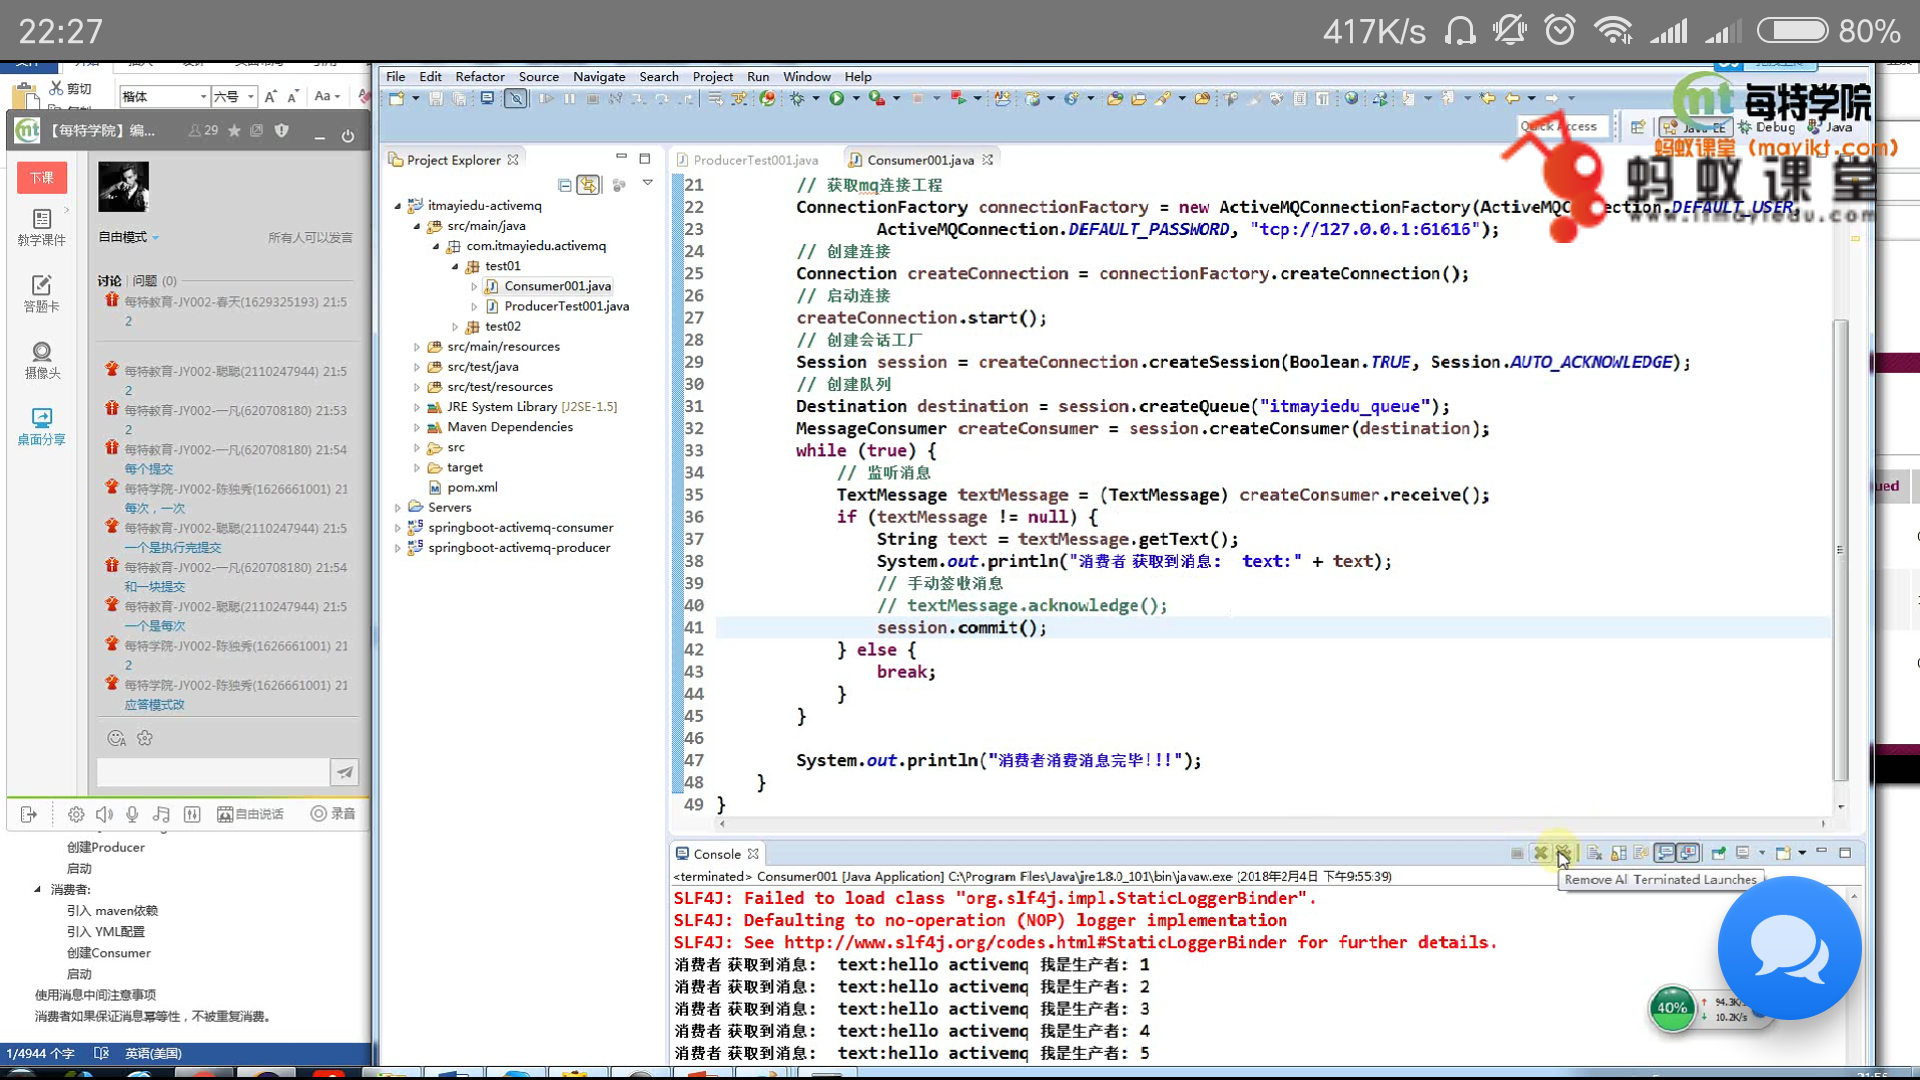 22:27
417K/s
80%
剪切
楷体
六号
Aa
【每特学院】编...
29
下课
教学课件
答题卡
摄像头
桌面分享
自由模式
所有人可以发言
讨论 | 问题 (0)
每特教育-JY002-春天(1629325193) 21:5
2
每特教育-JY002-聪聪(2110247944) 21:5
2
每特教育-JY002-一凡(620708180) 21:53
2
每特教育-JY002-一凡(620708180) 21:54
每个提交
每特学院-JY002-陈独秀(1626661001) 21
每次，一次
每特教育-JY002-聪聪(2110247944) 21:5
一个是执行完提交
每特教育-JY002-一凡(620708180) 21:54
和一块提交
每特教育-JY002-聪聪(2110247944) 21:5
一个是每次
每特学院-JY002-陈独秀(1626661001) 21
2
每特学院-JY002-陈独秀(1626661001) 21
应答模式改
自由说话
录音
创建Producer
启动
消费者:
引入 maven依赖
引入 YML配置
创建Consumer
启动
使用消息中间注意事项
消费者如果保证消息幂等性，不被重复消费。
1/4944 个字
英语(美国)
File Edit Refactor Source Navigate Search Project Run Window Help
Quick Access
Java EE
Debug
Java
每特学院
蚂蚁课堂 (mayikt.com)
蚂蚁课堂
www.itmayiedu.com
Project Explorer
itmayiedu-activemq
src/main/java
com.itmayiedu.activemq
test01
Consumer001.java
ProducerTest001.java
test02
src/main/resources
src/test/java
src/test/resources
JRE System Library [J2SE-1.5]
Maven Dependencies
src
target
pom.xml
Servers
springboot-activemq-consumer
springboot-activemq-producer
ProducerTest001.java
Consumer001.java
21 // 获取mq连接工程
22 ConnectionFactory connectionFactory = new ActiveMQConnectionFactory(ActiveMQConnection.DEFAULT_USER,
23 ActiveMQConnection.DEFAULT_PASSWORD, "tcp://127.0.0.1:61616");
24 // 创建连接
25 Connection createConnection = connectionFactory.createConnection();
26 // 启动连接
27 createConnection.start();
28 // 创建会话工厂
29 Session session = createConnection.createSession(Boolean.TRUE, Session.AUTO_ACKNOWLEDGE);
30 // 创建队列
31 Destination destination = session.createQueue("itmayiedu_queue");
32 MessageConsumer createConsumer = session.createConsumer(destination);
33 while (true) {
34 // 监听消息
35 TextMessage textMessage = (TextMessage) createConsumer.receive();
36 if (textMessage != null) {
37 String text = textMessage.getText();
38 System.out.println("消费者 获取到消息:  text:" + text);
39 // 手动签收消息
40 // textMessage.acknowledge();
41 session.commit();
42 } else {
43 break;
44 }
45 }
46
47 System.out.println("消费者消费消息完毕!!!");
48 }
49 }
ued
Console
<terminated> Consumer001 [Java Application] C:\Program Files\Java\jre1.8.0_101\bin\javaw.exe (2018年2月4日 下午9:55:39)
Remove All Terminated Launches
SLF4J: Failed to load class "org.slf4j.impl.StaticLoggerBinder".
SLF4J: Defaulting to no-operation (NOP) logger implementation
SLF4J: See http://www.slf4j.org/codes.html#StaticLoggerBinder for further details.
消费者 获取到消息:  text:hello activemq 我是生产者: 1
消费者 获取到消息:  text:hello activemq 我是生产者: 2
消费者 获取到消息:  text:hello activemq 我是生产者: 3
消费者 获取到消息:  text:hello activemq 我是生产者: 4
消费者 获取到消息:  text:hello activemq 我是生产者: 5
40%
94.3K/
10.2K/s